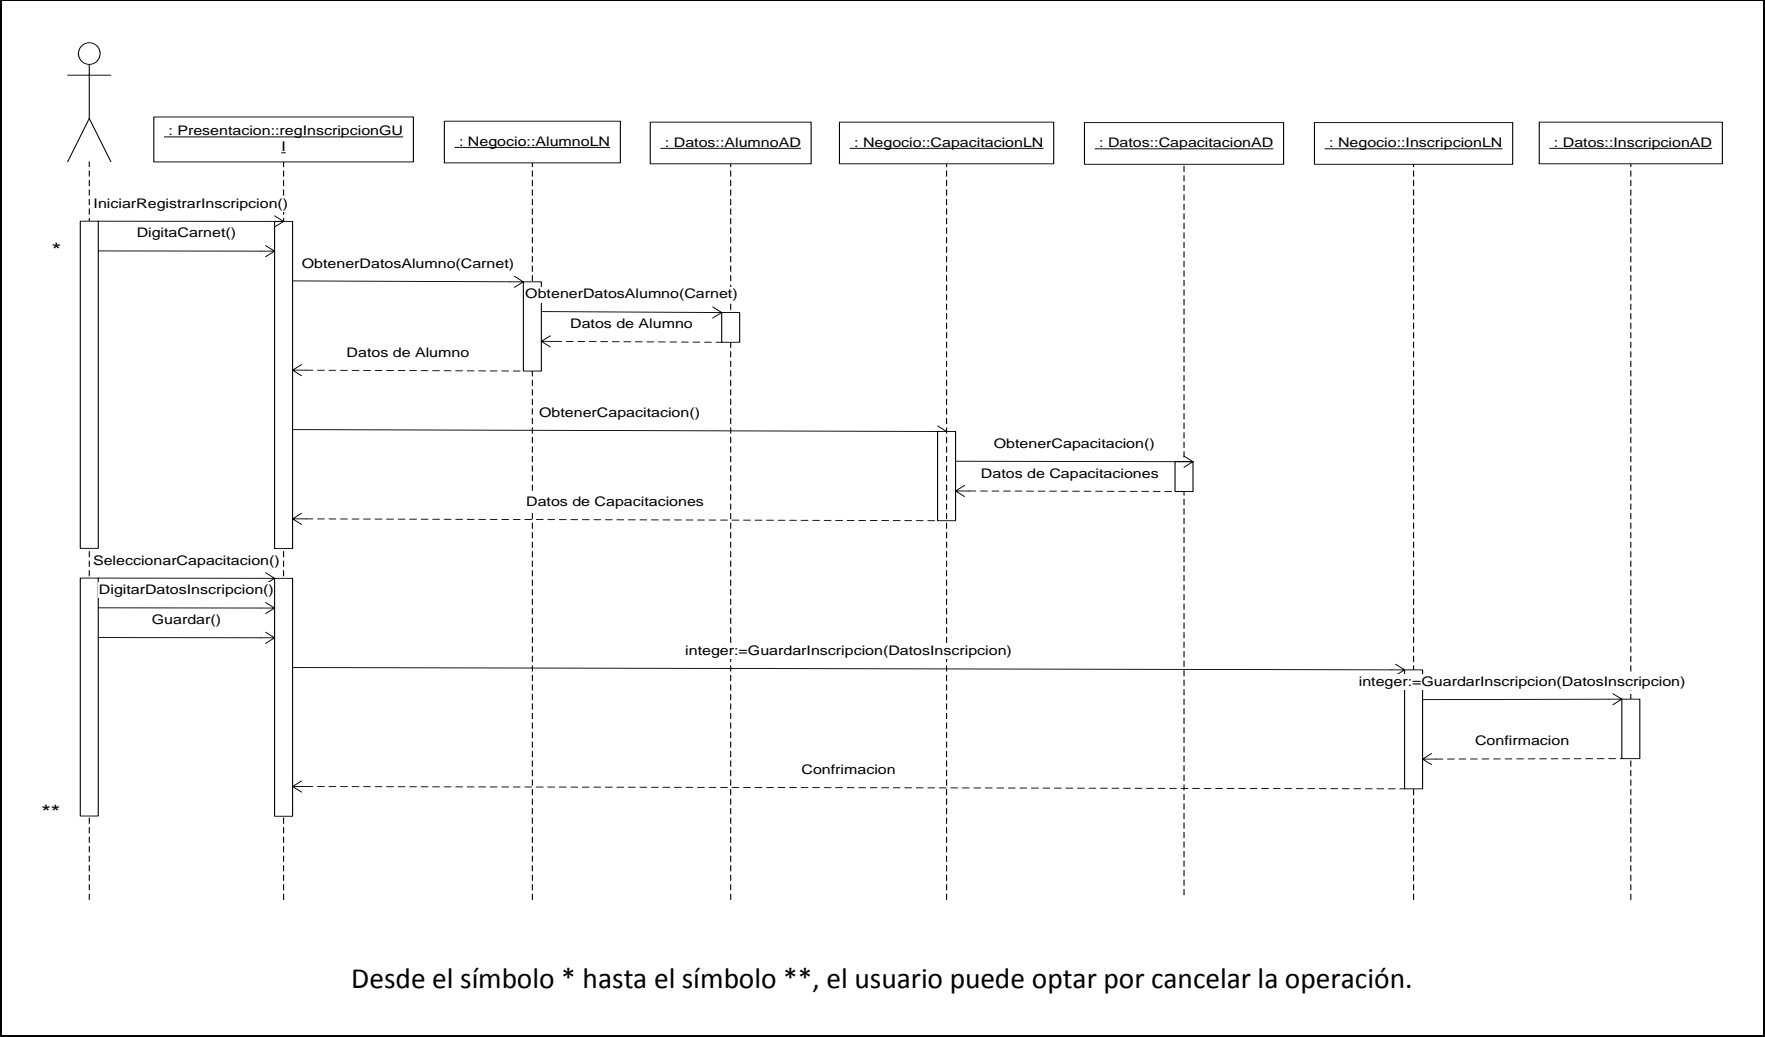 : Presentacion::regInscripcionGU
I
: Negocio::AlumnoLN
: Datos::AlumnoAD
: Negocio::CapacitacionLN
: Datos::CapacitacionAD
: Negocio::InscripcionLN
: Datos::InscripcionAD
IniciarRegistrarInscripcion()
DigitaCarnet()
*
ObtenerDatosAlumno(Carnet)
ObtenerDatosAlumno(Carnet)
Datos de Alumno
Datos de Alumno
ObtenerCapacitacion()
ObtenerCapacitacion()
Datos de Capacitaciones
Datos de Capacitaciones
SeleccionarCapacitacion()
DigitarDatosInscripcion()
Guardar()
integer:=GuardarInscripcion(DatosInscripcion)
integer:=GuardarInscripcion(DatosInscripcion)
Confirmacion
Confrimacion
**
Desde el símbolo * hasta el símbolo **, el usuario puede optar por cancelar la operación.